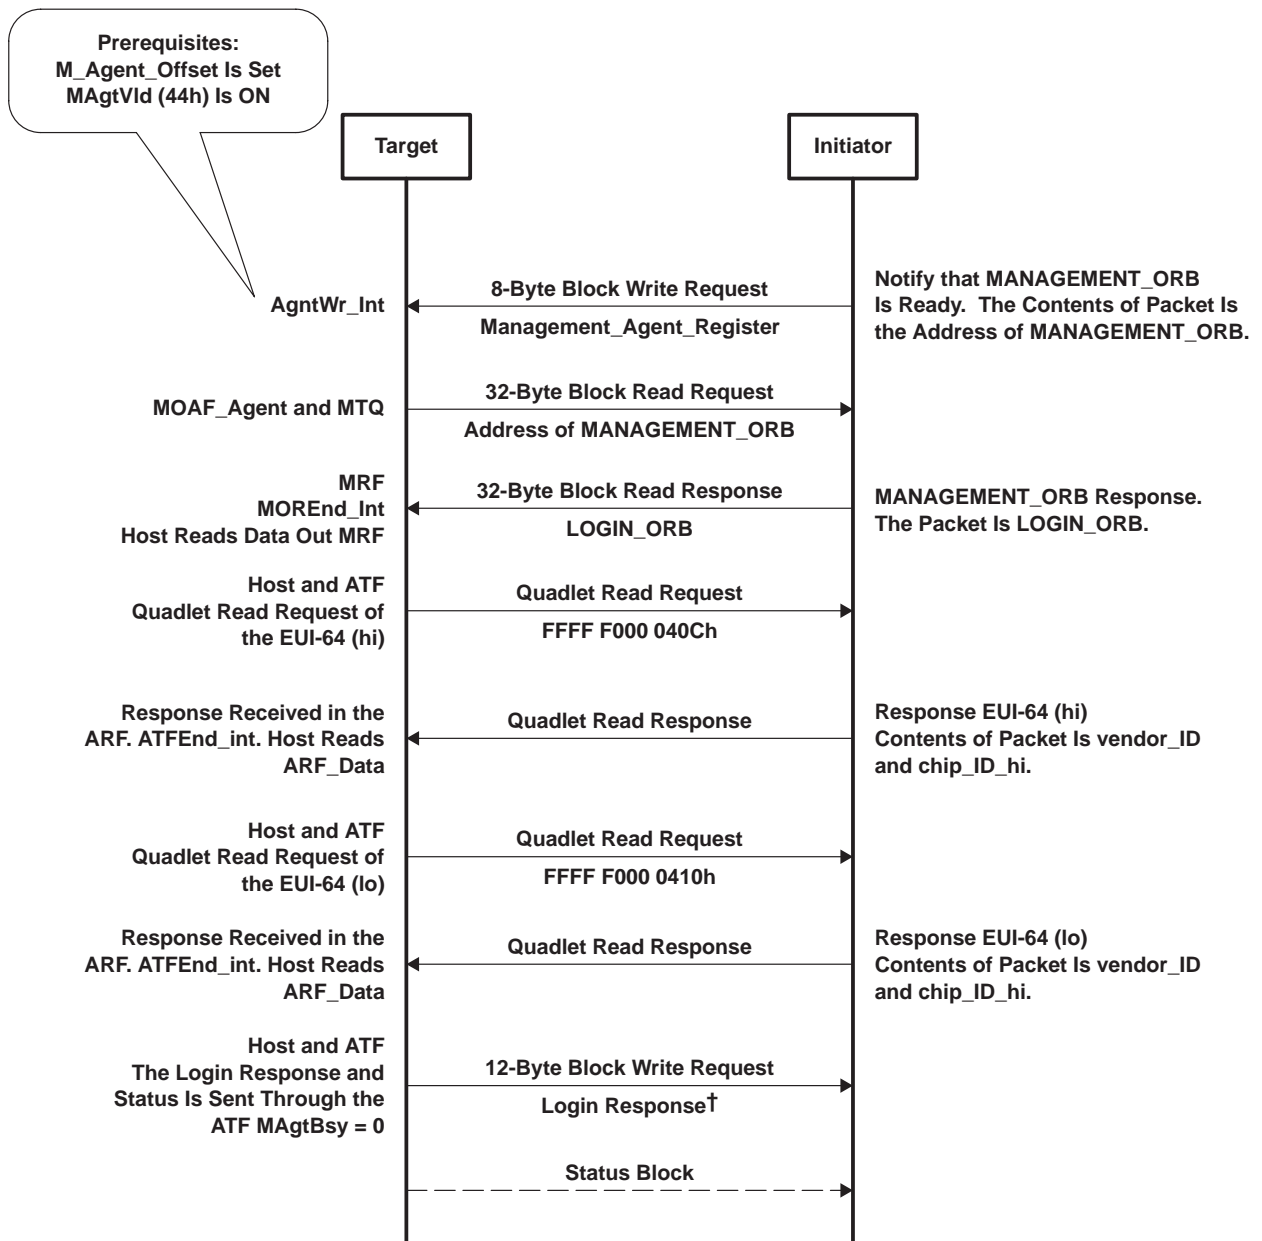 Prerequisites:
M_Agent_Offset Is Set
MAgtVld (44h) Is ON
Target
Initiator
AgntWr_Int
8-Byte Block Write Request
Management_Agent_Register
Notify that MANAGEMENT_ORB
Is Ready. The Contents of Packet Is
the Address of MANAGEMENT_ORB.
MOAF_Agent and MTQ
32-Byte Block Read Request
Address of MANAGEMENT_ORB
MRF
MOREnd_Int
Host Reads Data Out MRF
32-Byte Block Read Response
LOGIN_ORB
MANAGEMENT_ORB Response.
The Packet Is LOGIN_ORB.
Host and ATF
Quadlet Read Request of
the EUI-64 (hi)
Quadlet Read Request
FFFF F000 040Ch
Response Received in the
ARF. ATFEnd_int. Host Reads
ARF_Data
Quadlet Read Response
Response EUI-64 (hi)
Contents of Packet Is vendor_ID
and chip_ID_hi.
Host and ATF
Quadlet Read Request of
the EUI-64 (lo)
Quadlet Read Request
FFFF F000 0410h
Response Received in the
ARF. ATFEnd_int. Host Reads
ARF_Data
Quadlet Read Response
Response EUI-64 (lo)
Contents of Packet Is vendor_ID
and chip_ID_hi.
Host and ATF
The Login Response and
Status Is Sent Through the
ATF MAgtBsy = 0
12-Byte Block Write Request
Login Response†
Status Block